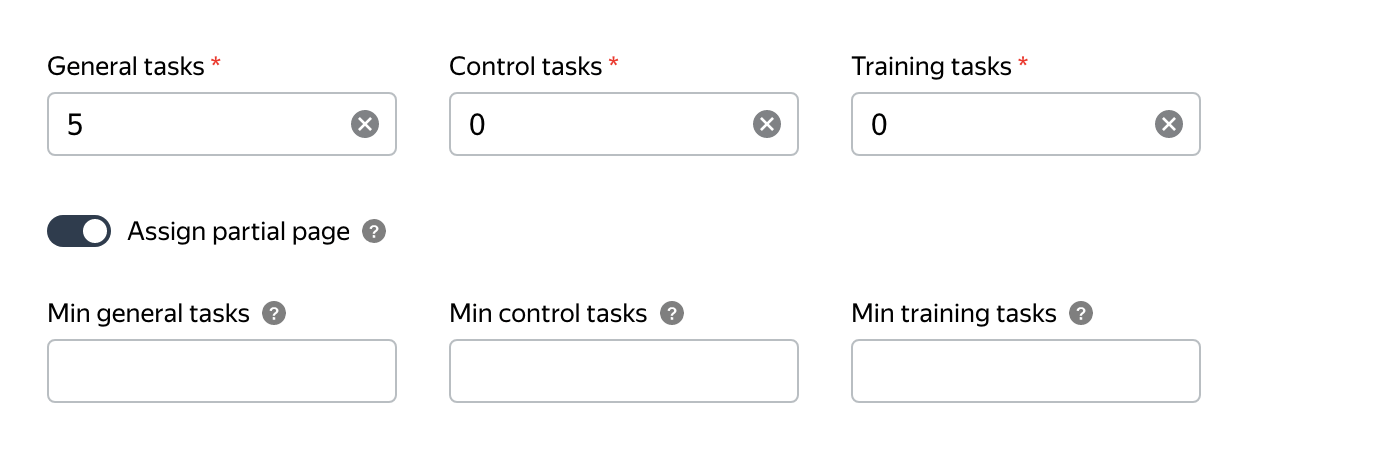 General tasks * Control tasks * Training tasks *
5 0 0
Assign partial page ?
Min general tasks ? Min control tasks ? Min training tasks ?